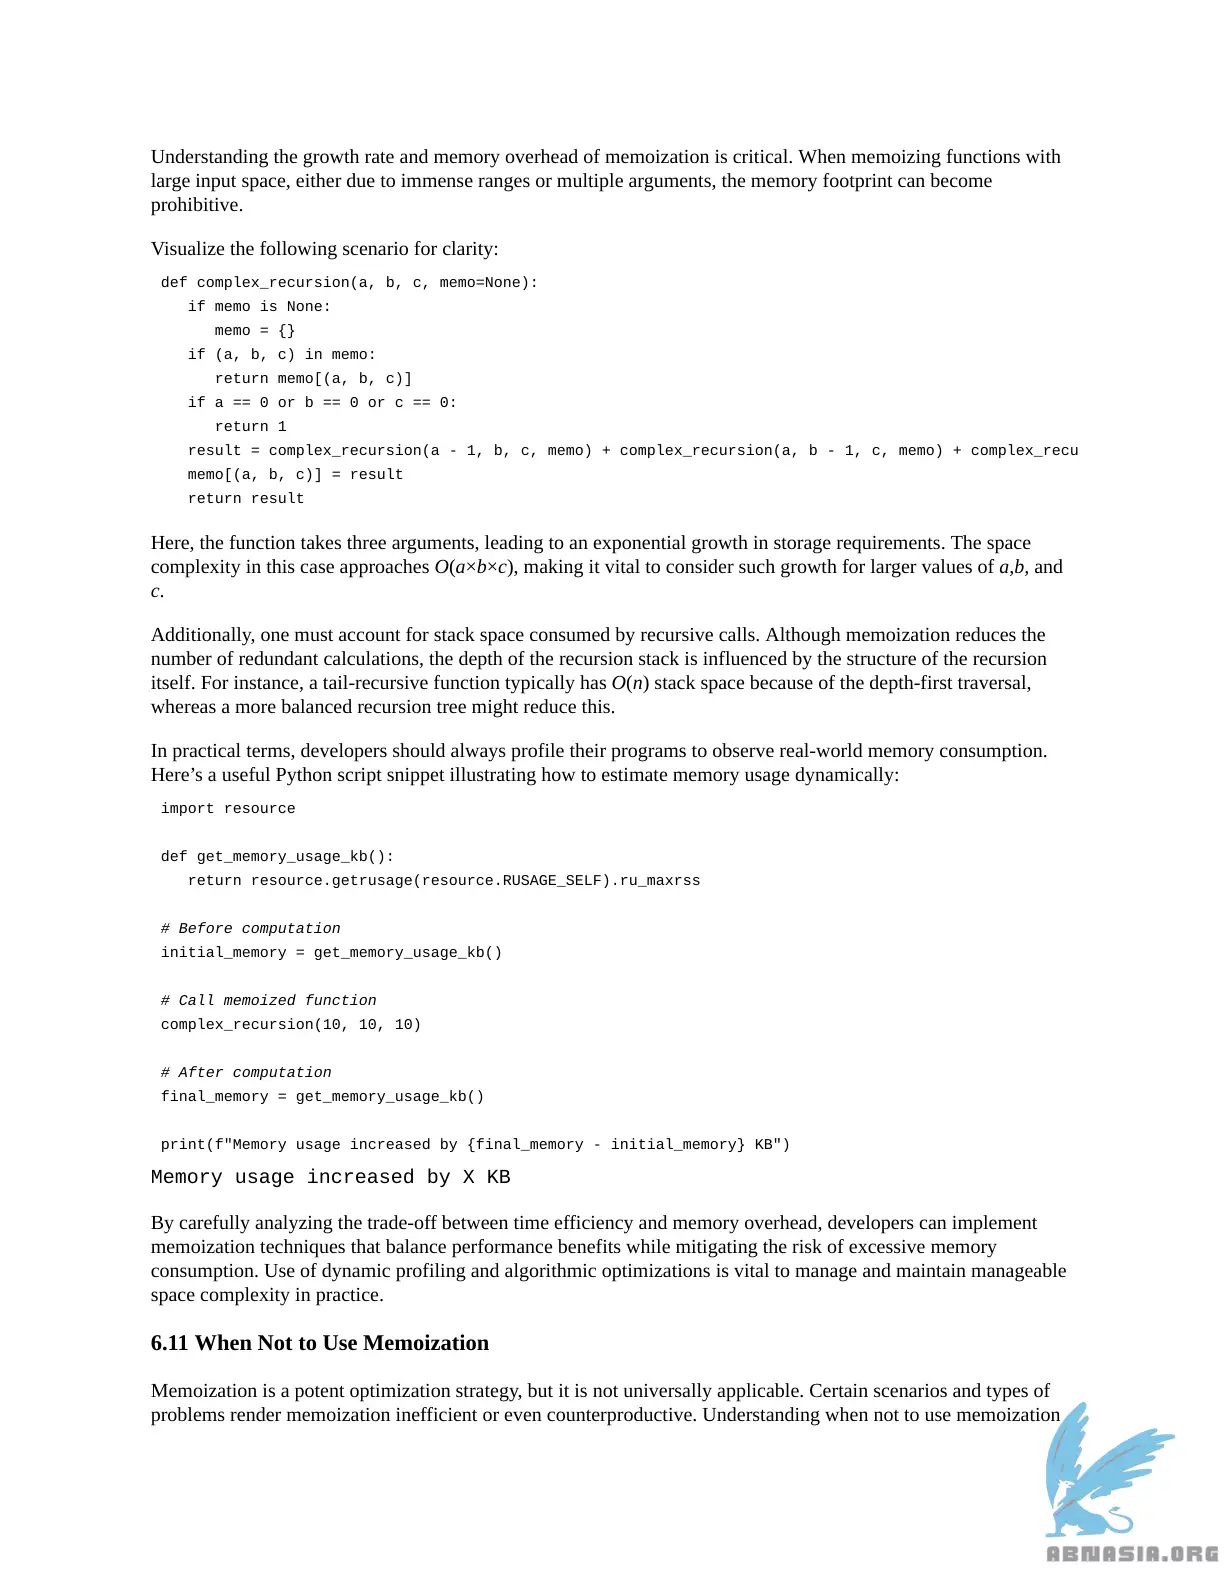 Understanding the growth rate and memory overhead of memoization is critical. When memoizing functions with
large input space, either due to immense ranges or multiple arguments, the memory footprint can become
prohibitive.
Visualize the following scenario for clarity:
def complex_recursion(a, b, c, memo=None):
   if memo is None:
      memo = {}
   if (a, b, c) in memo:
      return memo[(a, b, c)]
   if a == 0 or b == 0 or c == 0:
      return 1
   result = complex_recursion(a - 1, b, c, memo) + complex_recursion(a, b - 1, c, memo) + complex_recu
   memo[(a, b, c)] = result
   return result
Here, the function takes three arguments, leading to an exponential growth in storage requirements. The space
complexity in this case approaches O(a×b×c), making it vital to consider such growth for larger values of a,b, and
c.
Additionally, one must account for stack space consumed by recursive calls. Although memoization reduces the
number of redundant calculations, the depth of the recursion stack is influenced by the structure of the recursion
itself. For instance, a tail-recursive function typically has O(n) stack space because of the depth-first traversal,
whereas a more balanced recursion tree might reduce this.
In practical terms, developers should always profile their programs to observe real-world memory consumption.
Here’s a useful Python script snippet illustrating how to estimate memory usage dynamically:
import resource
def get_memory_usage_kb():
   return resource.getrusage(resource.RUSAGE_SELF).ru_maxrss
# Before computation
initial_memory = get_memory_usage_kb()
# Call memoized function
complex_recursion(10, 10, 10)
# After computation
final_memory = get_memory_usage_kb()
print(f"Memory usage increased by {final_memory - initial_memory} KB")
Memory usage increased by X KB
By carefully analyzing the trade-off between time efficiency and memory overhead, developers can implement
memoization techniques that balance performance benefits while mitigating the risk of excessive memory
consumption. Use of dynamic profiling and algorithmic optimizations is vital to manage and maintain manageable
space complexity in practice.
6.11 When Not to Use Memoization
Memoization is a potent optimization strategy, but it is not universally applicable. Certain scenarios and types of
problems render memoization inefficient or even counterproductive. Understanding when not to use memoization
ABNASIA.ORG